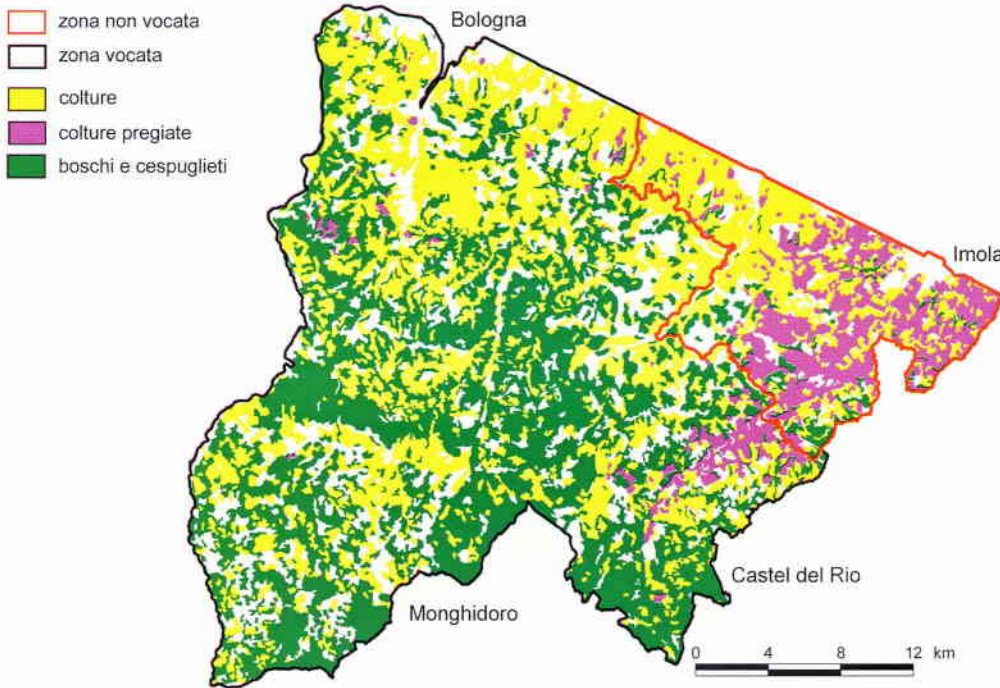 zona non vocata
zona vocata
colture
colture pregiate
boschi e cespuglieti
Bologna
Imola
Castel del Rio
Monghidoro
0 4 8 12 km